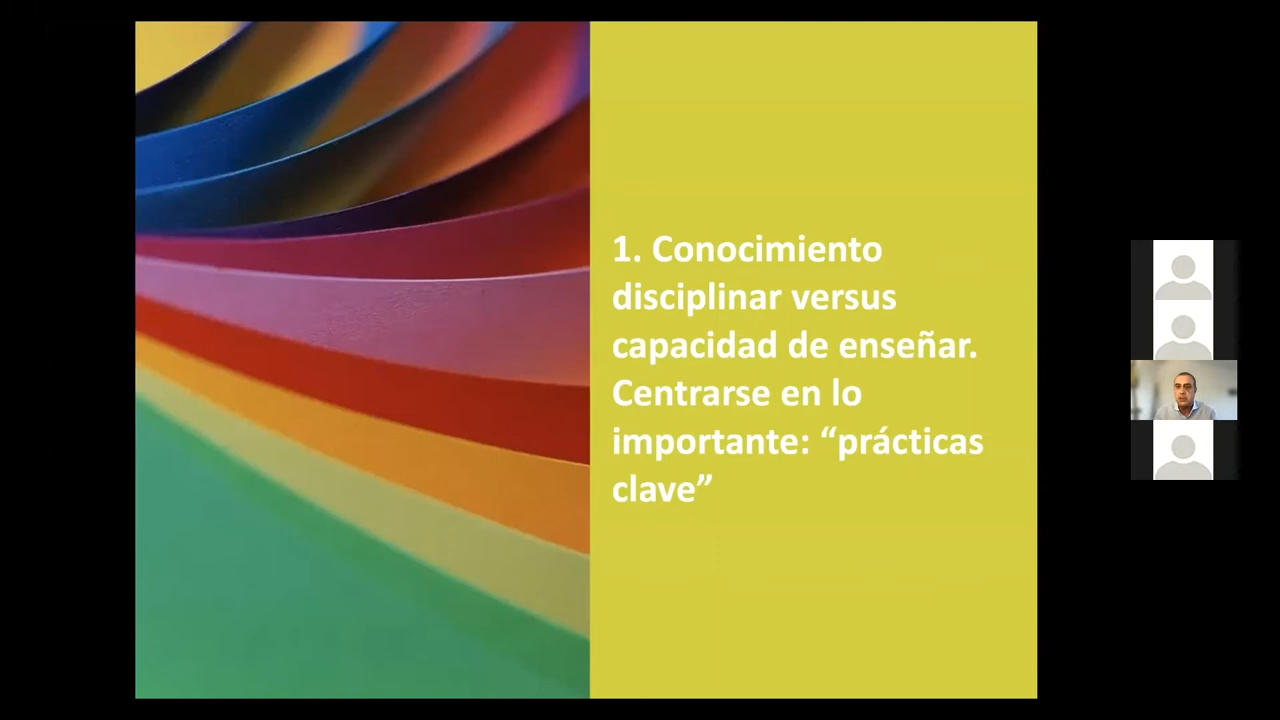 1. Conocimiento
disciplinar versus
capacidad de enseñar.
Centrarse en lo
importante: “prácticas
clave”